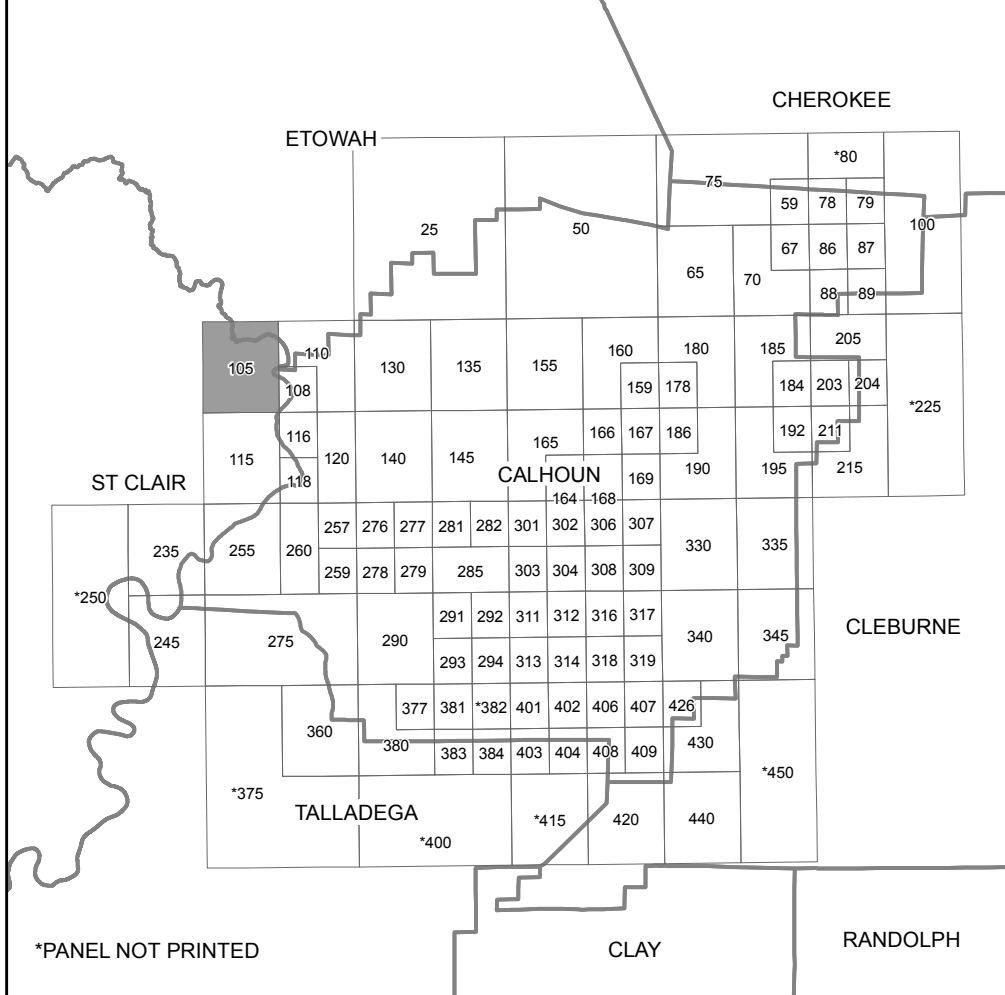 CHEROKEE
ETOWAH
*80
75
59 78 79
25 50 100
67 86 87
65 70
88 89
110 205
105 130 135 155 160 180 185
108 159 178 184 203 204
*225
116 166 167 186 192 211
115 120 140 145 165 190 195 215
ST CLAIR 118 CALHOUN 169
164 168
257 276 277 281 282 301 302 306 307
235 255 260 330 335
259 278 279 285 303 304 308 309
*250
291 292 311 312 316 317
245 275 290 340 345 CLEBURNE
293 294 313 314 318 319
377 381 *382 401 402 406 407 426
360 380 430
383 384 403 404 408 409
*375 *450
TALLADEGA *415 420 440
*400
*PANEL NOT PRINTED CLAY RANDOLPH